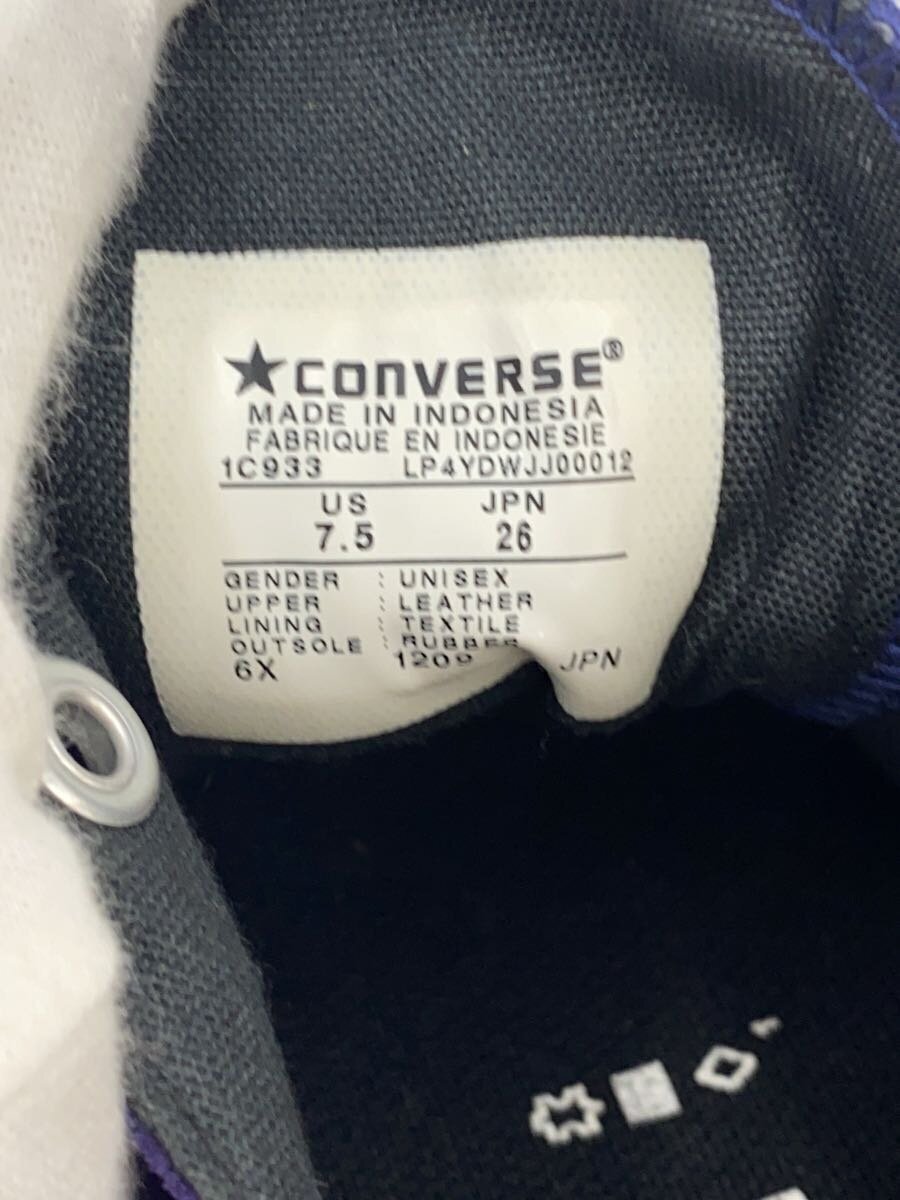 ★CONVERSE®
MADE IN INDONESIA
FABRIQUE EN INDONESIE
1C933 LP4YDWJJ00012
US JPN
7.5 26
GENDER : UNISEX
UPPER : LEATHER
LINING : TEXTILE
OUTSOLE : RUBBER
6X 1209 JPN